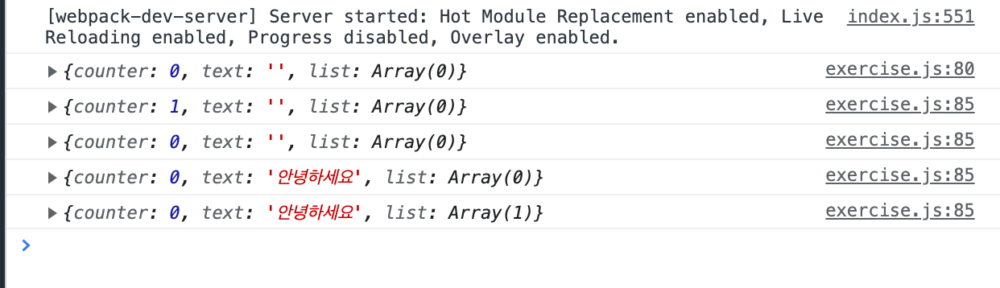 [webpack-dev-server] Server started: Hot Module Replacement enabled, Live index.js:551
Reloading enabled, Progress disabled, Overlay enabled.
▶{counter: 0, text: '', list: Array(0)} exercise.js:80
▶{counter: 1, text: '', list: Array(0)} exercise.js:85
▶{counter: 0, text: '', list: Array(0)} exercise.js:85
▶{counter: 0, text: '안녕하세요', list: Array(0)} exercise.js:85
▶{counter: 0, text: '안녕하세요', list: Array(1)} exercise.js:85